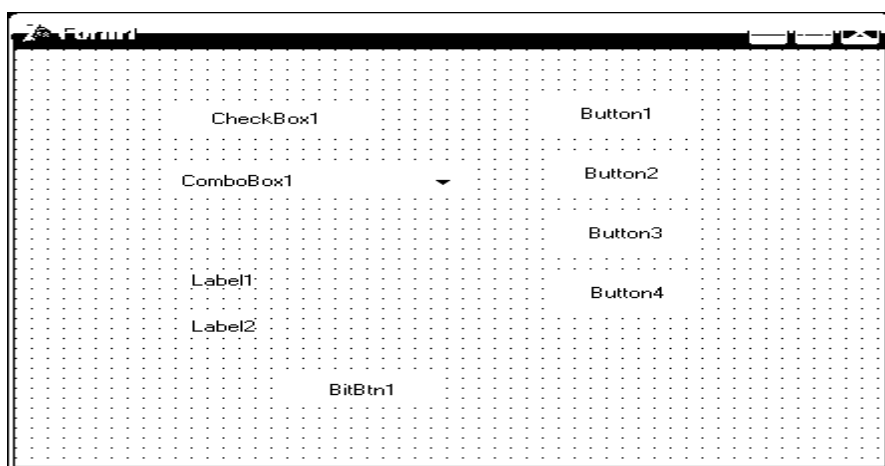 Form1
CheckBox1
Button1
ComboBox1
Button2
Button3
Label1
Button4
Label2
BitBtn1